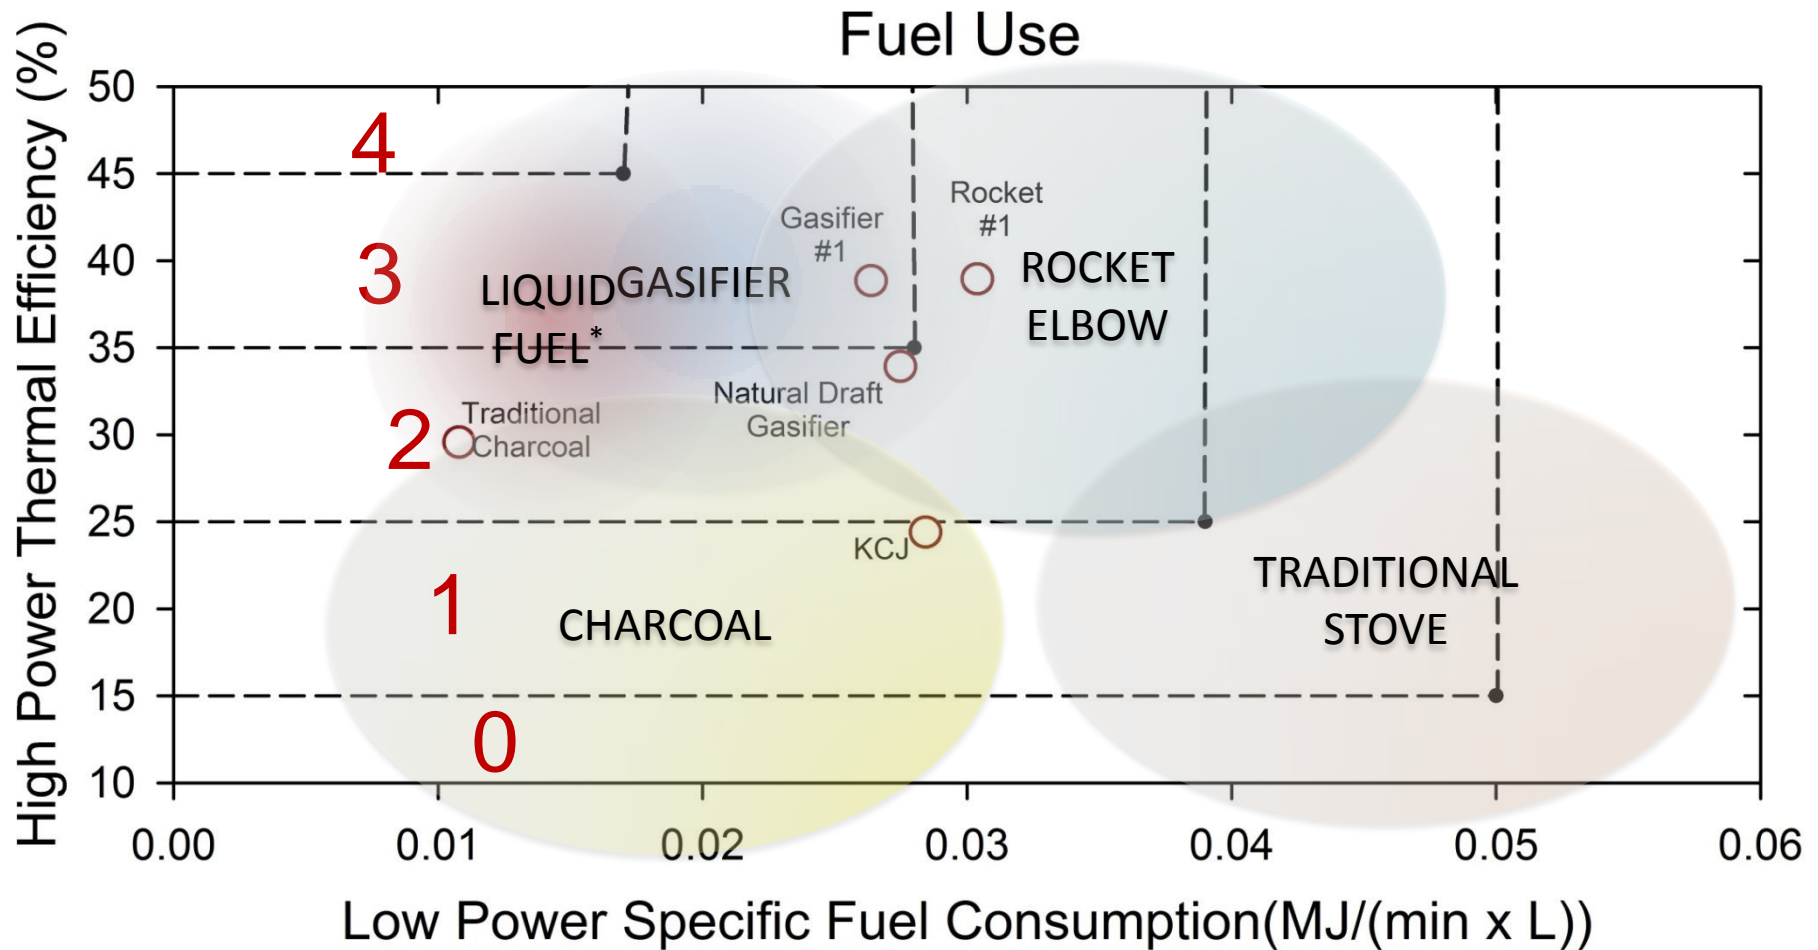 Fuel Use
High Power Thermal Efficiency (%)
50
45
40
35
30
25
20
15
10
4
3
2
1
0
Gasifier
#1
Rocket
#1
LIQUID
FUEL*
GASIFIER
ROCKET
ELBOW
Natural Draft
Gasifier
Traditional
Charcoal
KCJ
CHARCOAL
TRADITIONAL
STOVE
0.00 0.01 0.02 0.03 0.04 0.05 0.06
Low Power Specific Fuel Consumption(MJ/(min x L))